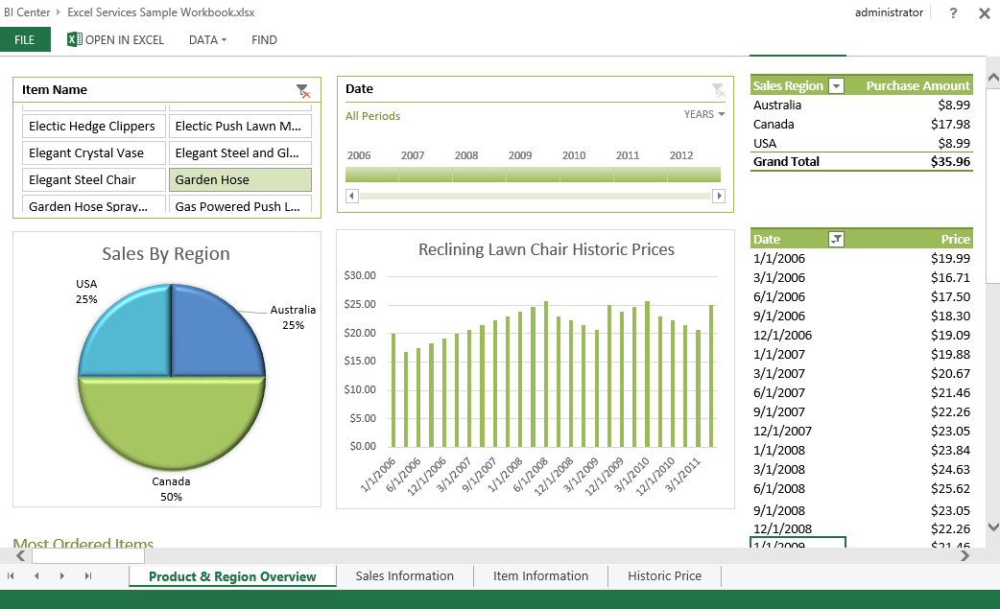 BI Center ▸ Excel Services Sample Workbook.xlsx
administrator
?
FILE
OPEN IN EXCEL
DATA
FIND
Item Name
Electic Hedge Clippers
Electic Push Lawn M...
Elegant Crystal Vase
Elegant Steel and Gl...
Elegant Steel Chair
Garden Hose
Garden Hose Spray...
Gas Powered Push L...
Date
All Periods
YEARS
2006 2007 2008 2009 2010 2011 2012
Sales Region Purchase Amount
Australia $8.99
Canada $17.98
USA $8.99
Grand Total $35.96
Sales By Region
USA
25%
Australia
25%
Canada
50%
Reclining Lawn Chair Historic Prices
$30.00
$25.00
$20.00
$15.00
$10.00
$5.00
$0.00
1/1/2006
6/1/2006
12/1/2006
3/1/2007
9/1/2007
1/1/2008
6/1/2008
12/1/2008
3/1/2009
12/1/2009
3/1/2010
12/1/2010
3/1/2011
Date Price
1/1/2006 $19.99
3/1/2006 $16.71
6/1/2006 $17.50
9/1/2006 $18.30
12/1/2006 $19.09
1/1/2007 $19.88
3/1/2007 $20.67
6/1/2007 $21.46
9/1/2007 $22.26
12/1/2007 $23.05
1/1/2008 $23.84
3/1/2008 $24.63
6/1/2008 $25.62
9/1/2008 $23.05
12/1/2008 $22.26
1/1/2009 $21.46
Most Ordered Items
Product & Region Overview
Sales Information
Item Information
Historic Price